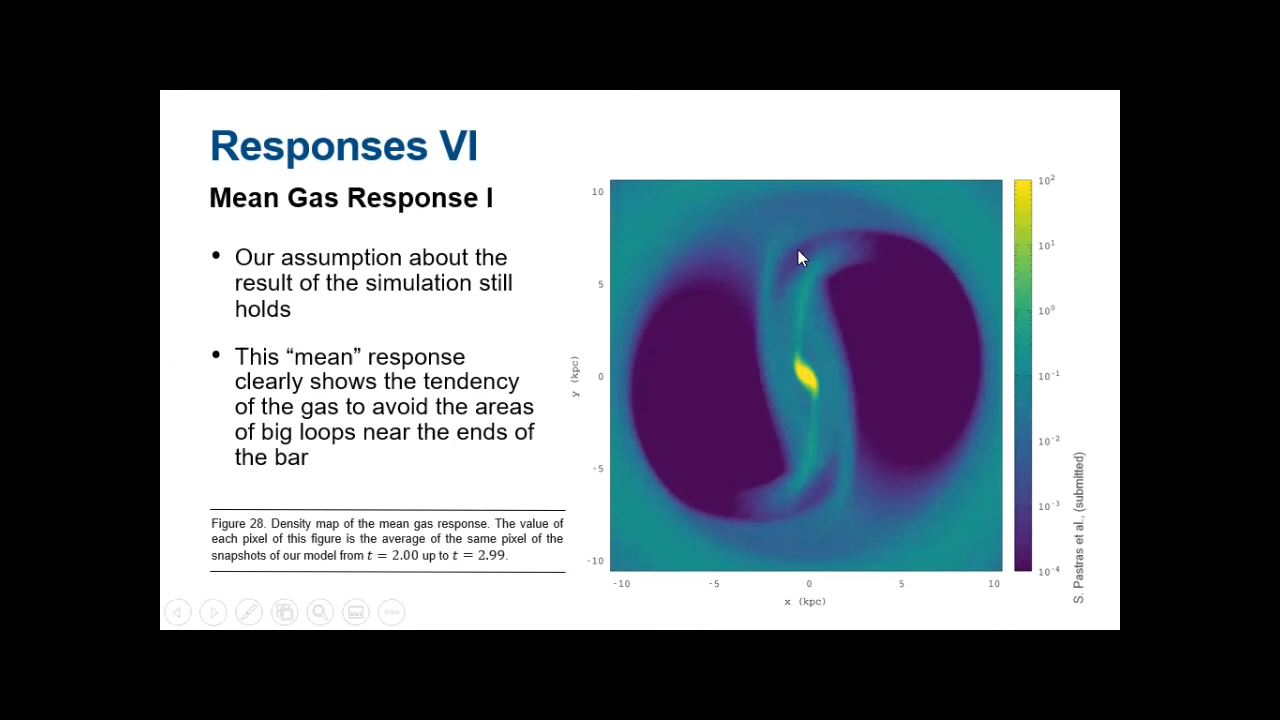 Responses VI
Mean Gas Response I
• Our assumption about the
result of the simulation still
holds
• This “mean” response
clearly shows the tendency
of the gas to avoid the areas
of big loops near the ends of
the bar
Figure 28. Density map of the mean gas response. The value of
each pixel of this figure is the average of the same pixel of the
snapshots of our model from t = 2.00 up to t = 2.99.
10
5
0
-5
-10
y (kpc)
-10 -5 0 5 10
x (kpc)
10²
10¹
10⁰
10⁻¹
10⁻²
10⁻³
10⁻⁴
S. Pastras et al., (submitted)